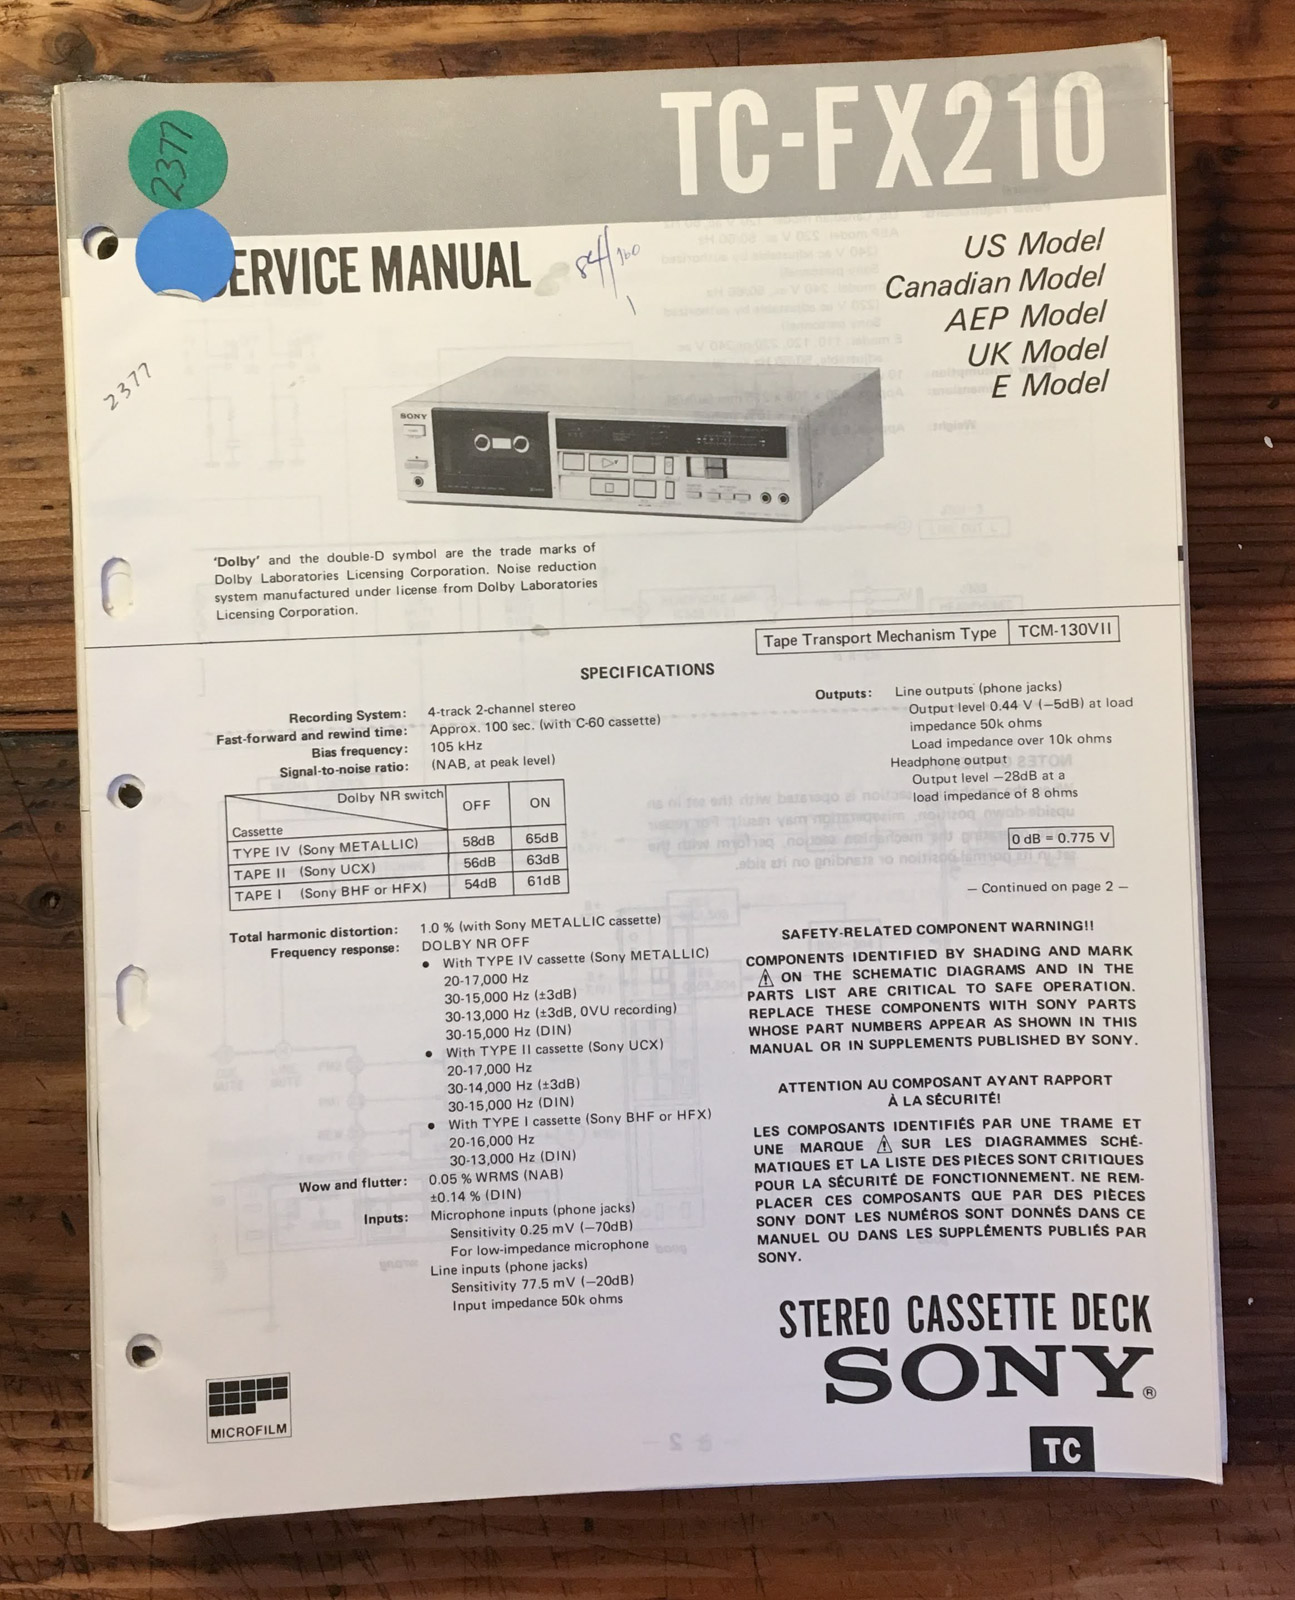 TC-FX210
2377
ERVICE MANUAL
84/160
US Model
Canadian Model
AEP Model
UK Model
E Model
2377
SONY
'Dolby' and the double-D symbol are the trade marks of
Dolby Laboratories Licensing Corporation. Noise reduction
system manufactured under license from Dolby Laboratories
Licensing Corporation.
Tape Transport Mechanism Type TCM-130VII
SPECIFICATIONS
Recording System: 4-track 2-channel stereo
Fast-forward and rewind time: Approx. 100 sec. (with C-60 cassette)
Bias frequency: 105 kHz
Signal-to-noise ratio: (NAB, at peak level)
Dolby NR switch OFF ON
Cassette
TYPE IV (Sony METALLIC) 58dB 65dB
TAPE II (Sony UCX) 56dB 63dB
TAPE I (Sony BHF or HFX) 54dB 61dB
Total harmonic distortion: 1.0 % (with Sony METALLIC cassette)
Frequency response: DOLBY NR OFF
• With TYPE IV cassette (Sony METALLIC)
20-17,000 Hz
30-15,000 Hz (±3dB)
30-13,000 Hz (±3dB, 0VU recording)
30-15,000 Hz (DIN)
• With TYPE II cassette (Sony UCX)
20-17,000 Hz
30-14,000 Hz (±3dB)
30-15,000 Hz (DIN)
• With TYPE I cassette (Sony BHF or HFX)
20-16,000 Hz
30-13,000 Hz (DIN)
Wow and flutter: 0.05 % WRMS (NAB)
±0.14 % (DIN)
Inputs: Microphone inputs (phone jacks)
Sensitivity 0.25 mV (−70dB)
For low-impedance microphone
Line inputs (phone jacks)
Sensitivity 77.5 mV (−20dB)
Input impedance 50k ohms
Outputs: Line outputs (phone jacks)
Output level 0.44 V (−5dB) at load
impedance 50k ohms
Load impedance over 10k ohms
Headphone output
Output level −28dB at a
load impedance of 8 ohms
0 dB = 0.775 V
— Continued on page 2 —
SAFETY-RELATED COMPONENT WARNING!!
COMPONENTS IDENTIFIED BY SHADING AND MARK
⚠ ON THE SCHEMATIC DIAGRAMS AND IN THE
PARTS LIST ARE CRITICAL TO SAFE OPERATION.
REPLACE THESE COMPONENTS WITH SONY PARTS
WHOSE PART NUMBERS APPEAR AS SHOWN IN THIS
MANUAL OR IN SUPPLEMENTS PUBLISHED BY SONY.
ATTENTION AU COMPOSANT AYANT RAPPORT
À LA SÉCURITÉ!
LES COMPOSANTS IDENTIFIÉS PAR UNE TRAME ET
UNE MARQUE ⚠ SUR LES DIAGRAMMES SCHÉ-
MATIQUES ET LA LISTE DES PIÈCES SONT CRITIQUES
POUR LA SÉCURITÉ DE FONCTIONNEMENT. NE REM-
PLACER CES COMPOSANTS QUE PAR DES PIÈCES
SONY DONT LES NUMÉROS SONT DONNÉS DANS CE
MANUEL OU DANS LES SUPPLÉMENTS PUBLIÉS PAR
SONY.
STEREO CASSETTE DECK
SONY®
TC
MICROFILM